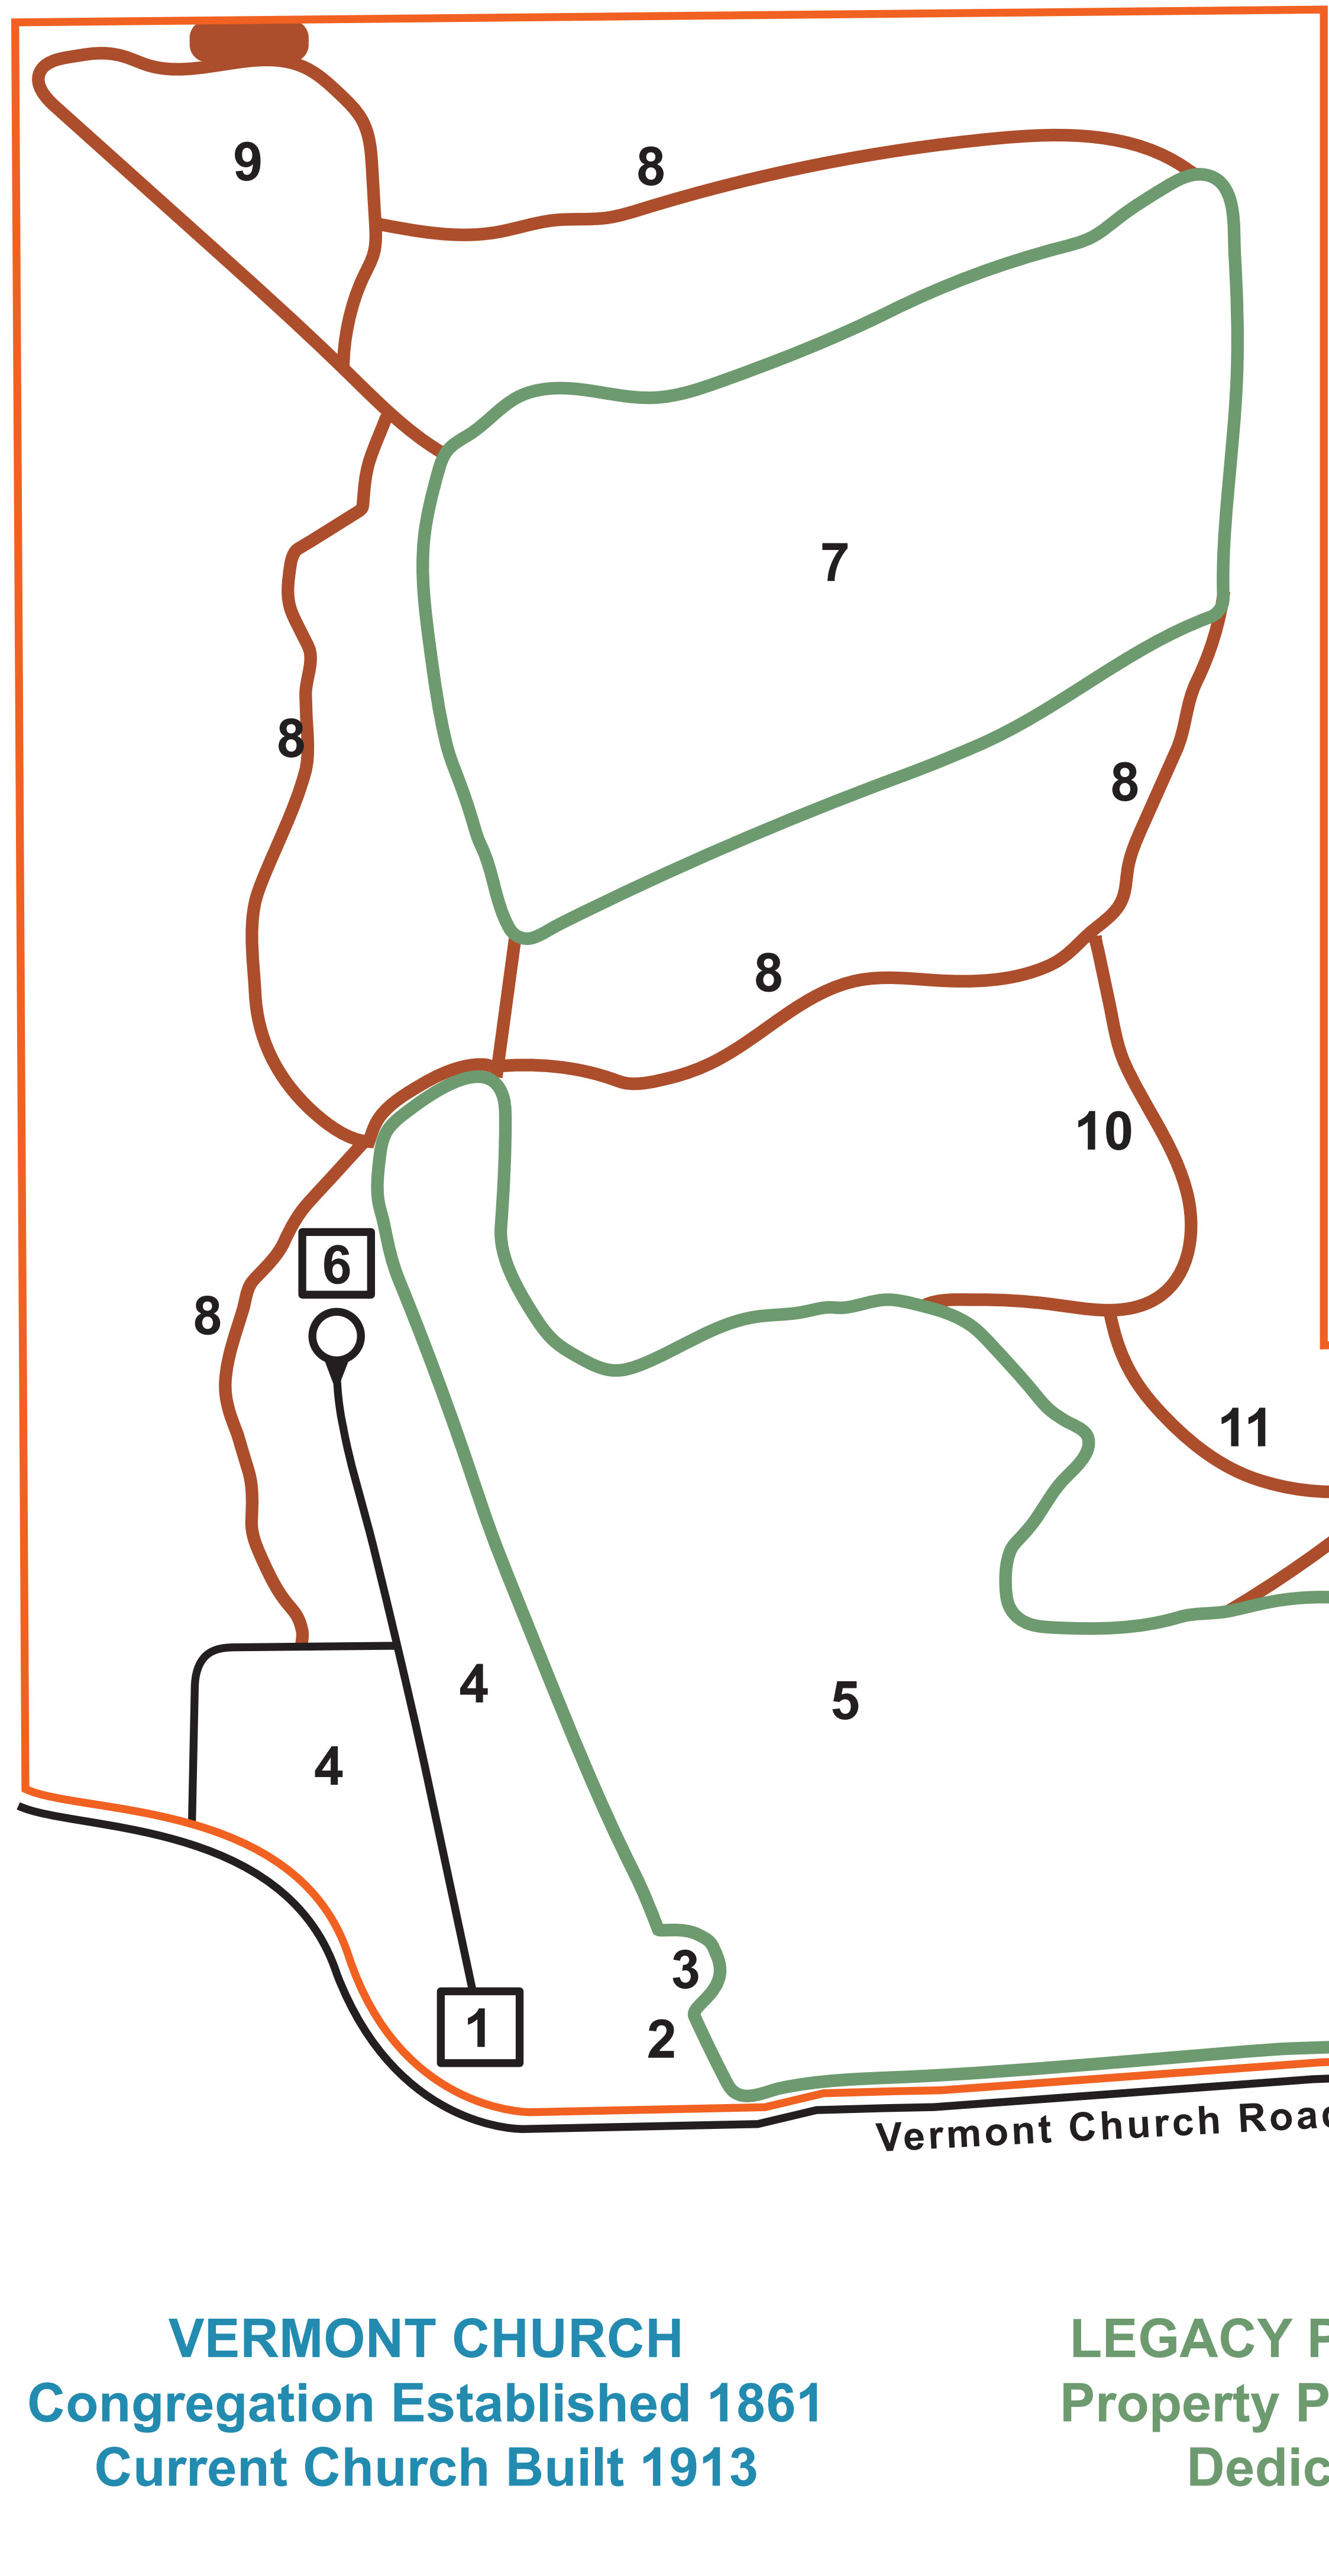 9
8
7
8
8
8
10
6
8
11
4
5
4
3
1
2
Vermont Church Road
VERMONT CHURCH
Congregation Established 1861
Current Church Built 1913
LEGACY P
Property P
Dedic